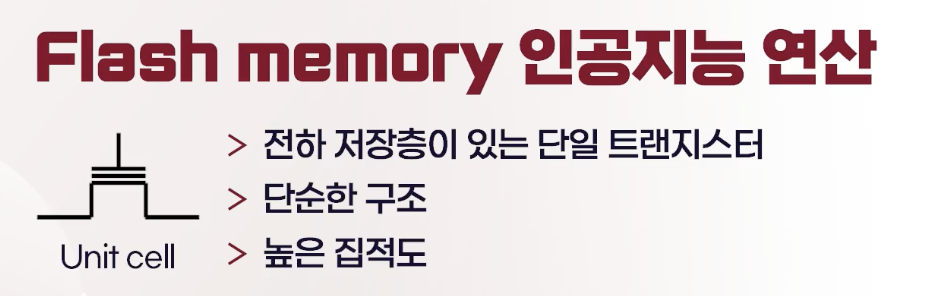 Flash memory 인공지능 연산
> 전하 저장층이 있는 단일 트랜지스터
> 단순한 구조
> 높은 집적도
Unit cell